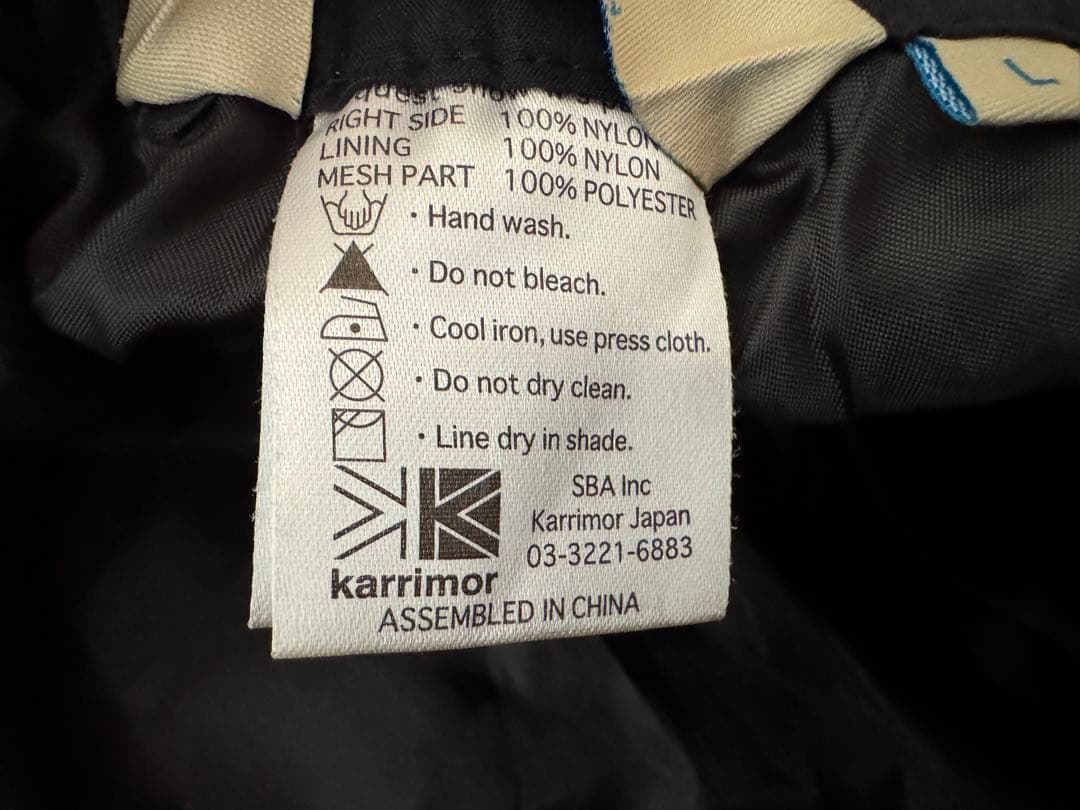 RIGHT SIDE 100% NYLON
LINING 100% NYLON
MESH PART 100% POLYESTER
· Hand wash.
· Do not bleach.
· Cool iron, use press cloth.
· Do not dry clean.
· Line dry in shade.
SBA Inc
Karrimor Japan
03-3221-6883
karrimor
ASSEMBLED IN CHINA
L